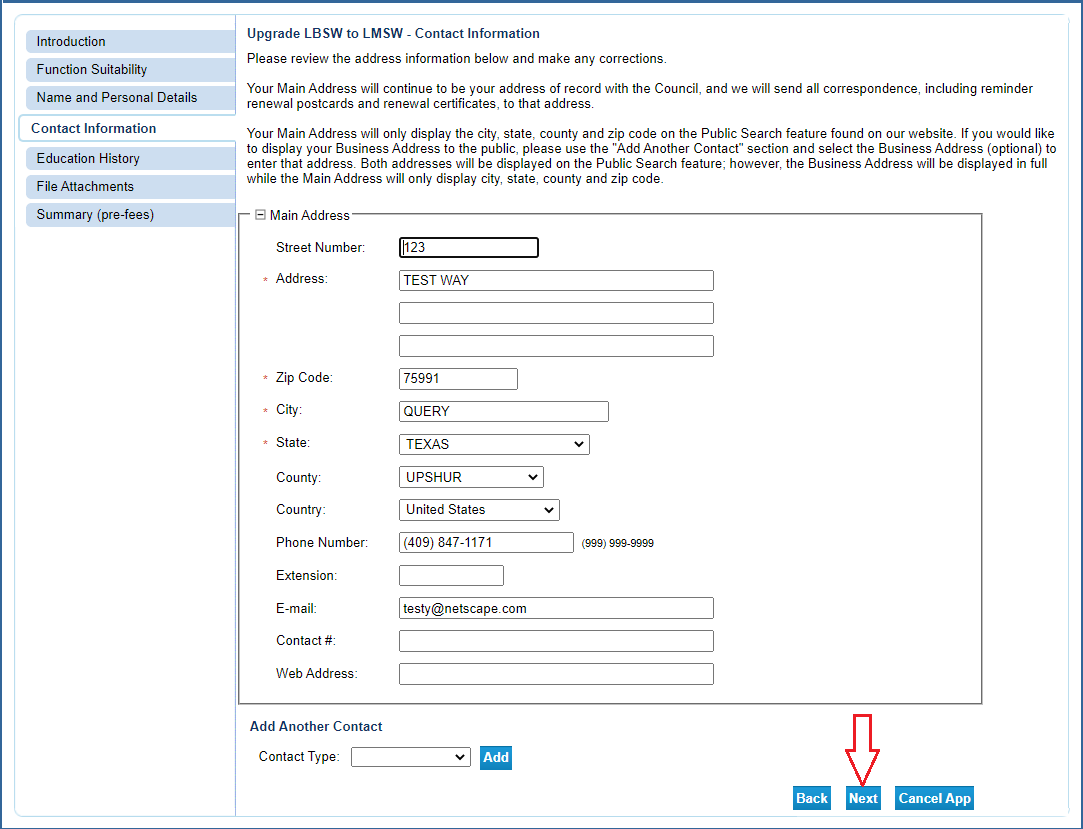 Introduction
Function Suitability
Name and Personal Details
Contact Information
Education History
File Attachments
Summary (pre-fees)
Upgrade LBSW to LMSW - Contact Information
Please review the address information below and make any corrections.
Your Main Address will continue to be your address of record with the Council, and we will send all correspondence, including reminder
renewal postcards and renewal certificates, to that address.
Your Main Address will only display the city, state, county and zip code on the Public Search feature found on our website. If you would like
to display your Business Address to the public, please use the "Add Another Contact" section and select the Business Address (optional) to
enter that address. Both addresses will be displayed on the Public Search feature; however, the Business Address will be displayed in full
while the Main Address will only display city, state, county and zip code.
Main Address
Street Number: 123
* Address: TEST WAY
* Zip Code: 75991
* City: QUERY
* State: TEXAS
County: UPSHUR
Country: United States
Phone Number: (409) 847-1171 (999) 999-9999
Extension:
E-mail: testy@netscape.com
Contact #:
Web Address:
Add Another Contact
Contact Type: Add
Back Next Cancel App